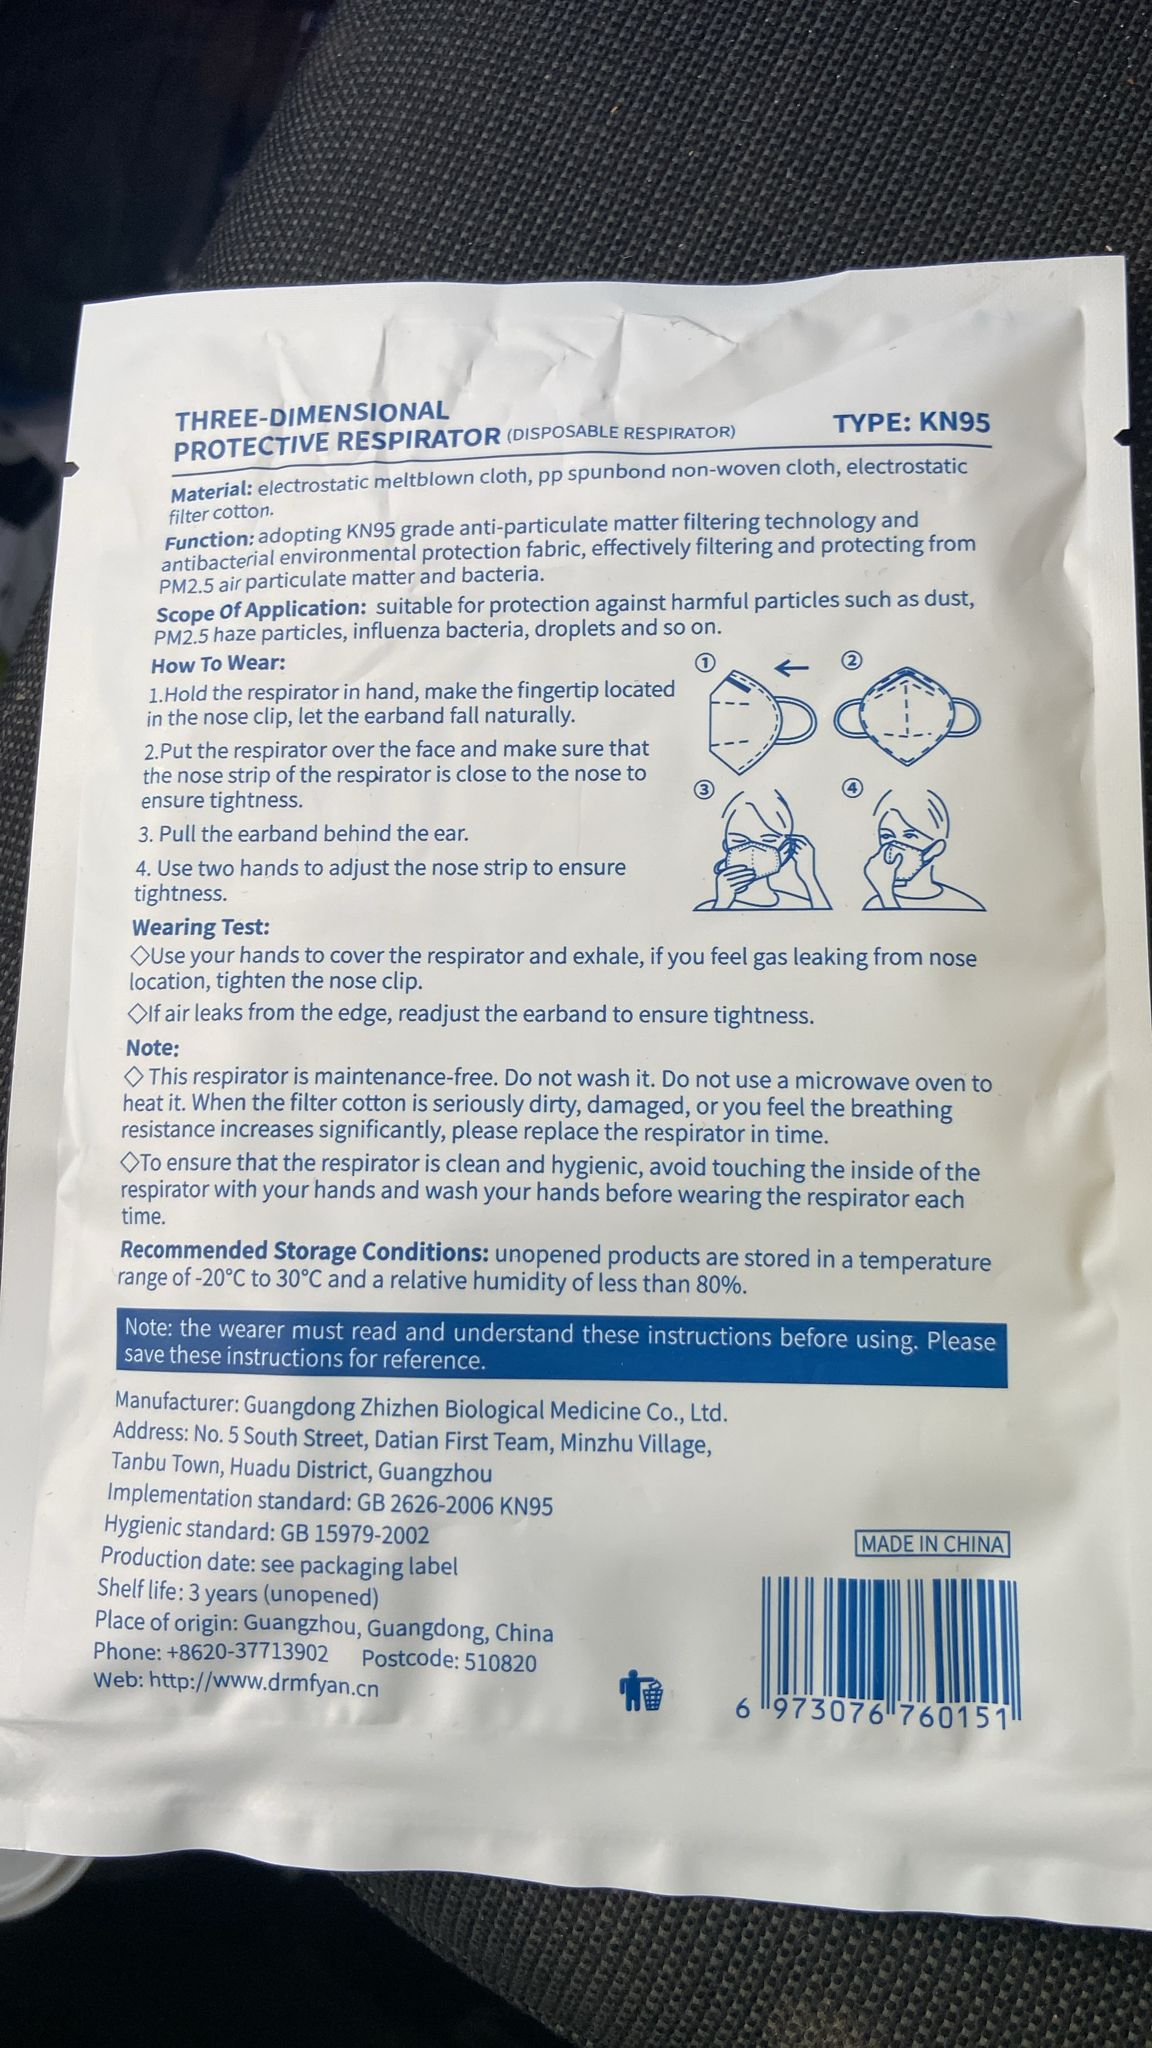 THREE-DIMENSIONAL
PROTECTIVE RESPIRATOR (DISPOSABLE RESPIRATOR) TYPE: KN95
Material: electrostatic meltblown cloth, pp spunbond non-woven cloth, electrostatic
filter cotton.
Function: adopting KN95 grade anti-particulate matter filtering technology and
antibacterial environmental protection fabric, effectively filtering and protecting from
PM2.5 air particulate matter and bacteria.
Scope Of Application: suitable for protection against harmful particles such as dust,
PM2.5 haze particles, influenza bacteria, droplets and so on.
How To Wear:
1.Hold the respirator in hand, make the fingertip located
in the nose clip, let the earband fall naturally.
2.Put the respirator over the face and make sure that
the nose strip of the respirator is close to the nose to
ensure tightness.
3. Pull the earband behind the ear.
4. Use two hands to adjust the nose strip to ensure
tightness.
① ②
③ ④
Wearing Test:
◇Use your hands to cover the respirator and exhale, if you feel gas leaking from nose
location, tighten the nose clip.
◇If air leaks from the edge, readjust the earband to ensure tightness.
Note:
◇ This respirator is maintenance-free. Do not wash it. Do not use a microwave oven to
heat it. When the filter cotton is seriously dirty, damaged, or you feel the breathing
resistance increases significantly, please replace the respirator in time.
◇To ensure that the respirator is clean and hygienic, avoid touching the inside of the
respirator with your hands and wash your hands before wearing the respirator each
time.
Recommended Storage Conditions: unopened products are stored in a temperature
range of -20°C to 30°C and a relative humidity of less than 80%.
Note: the wearer must read and understand these instructions before using. Please
save these instructions for reference.
Manufacturer: Guangdong Zhizhen Biological Medicine Co., Ltd.
Address: No. 5 South Street, Datian First Team, Minzhu Village,
Tanbu Town, Huadu District, Guangzhou
Implementation standard: GB 2626-2006 KN95
Hygienic standard: GB 15979-2002
Production date: see packaging label
Shelf life: 3 years (unopened)
Place of origin: Guangzhou, Guangdong, China
Phone: +8620-37713902 Postcode: 510820
Web: http://www.drmfyan.cn
MADE IN CHINA
6 973076 760151